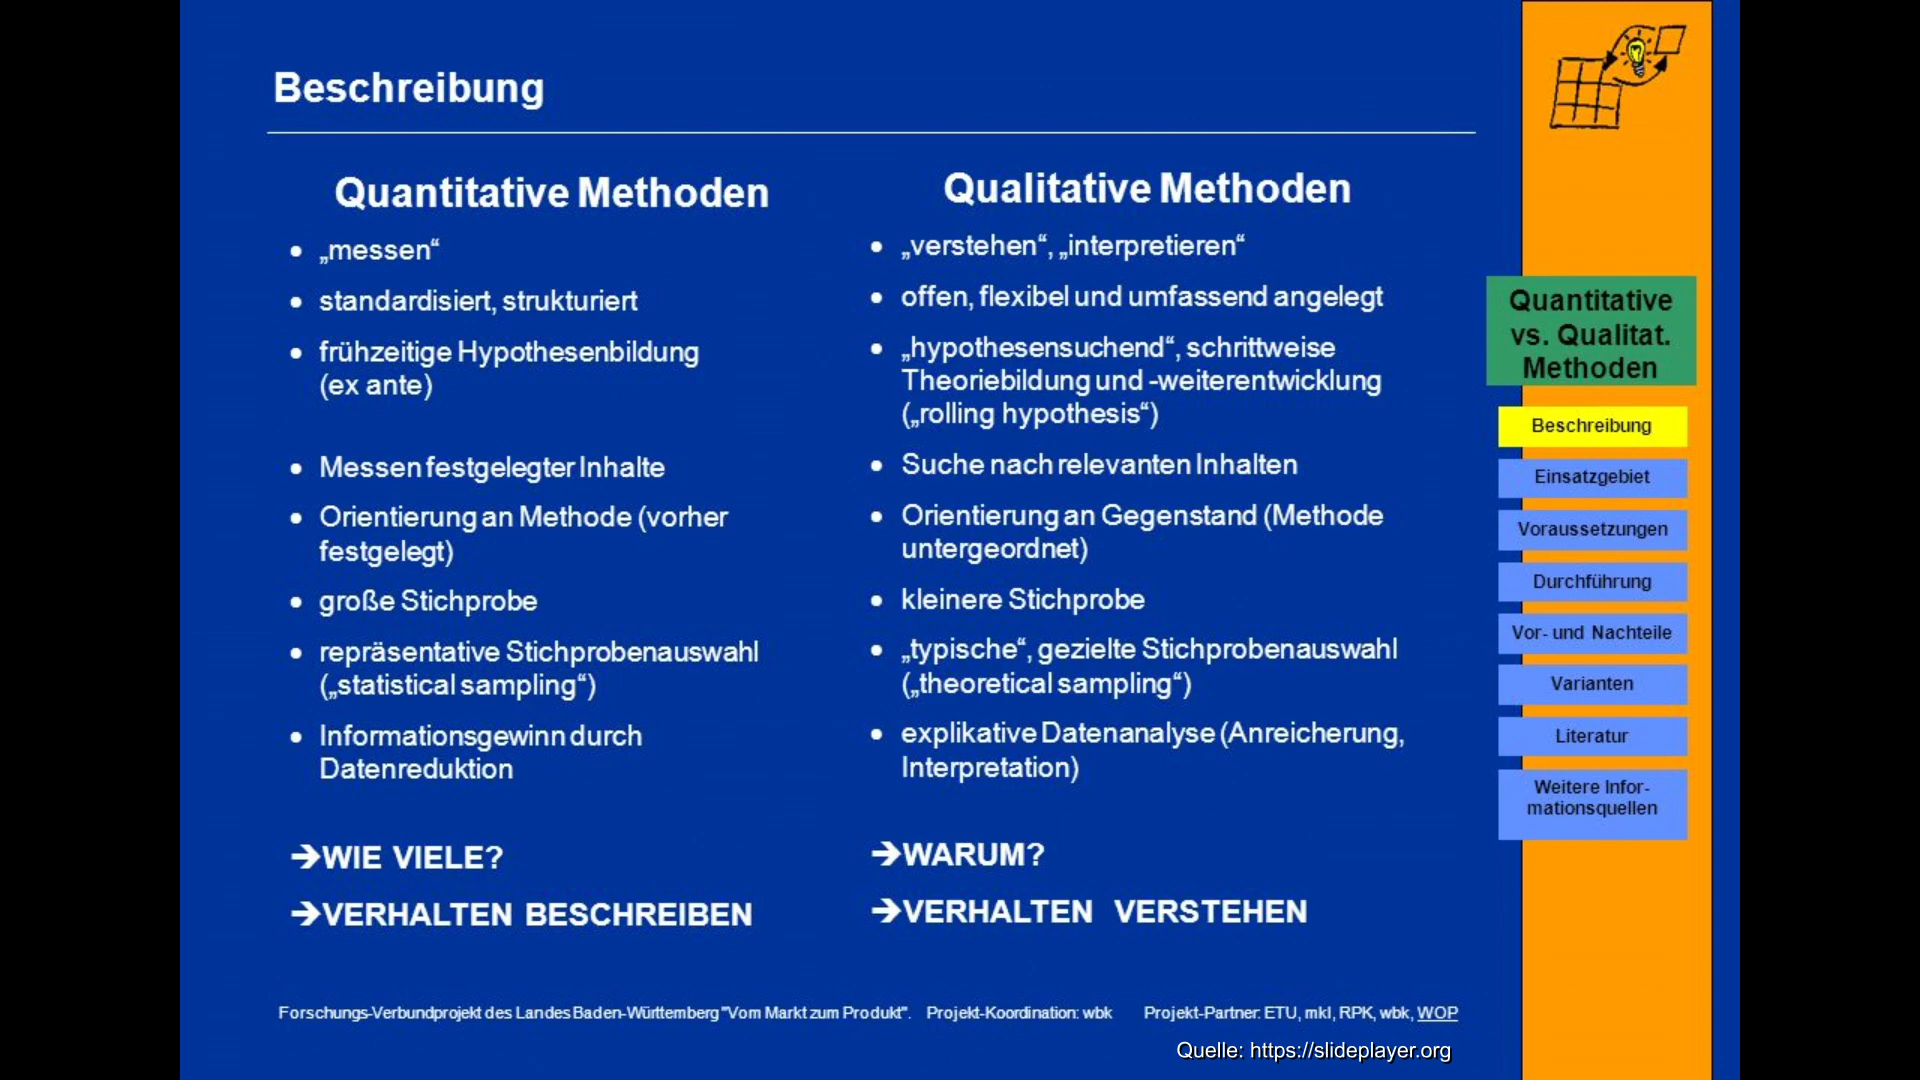 Beschreibung
Quantitative Methoden
• „messen“
• standardisiert, strukturiert
• frühzeitige Hypothesenbildung
(ex ante)
• Messen festgelegter Inhalte
• Orientierung an Methode (vorher
festgelegt)
• große Stichprobe
• repräsentative Stichprobenauswahl
(„statistical sampling“)
• Informationsgewinn durch
Datenreduktion
➔WIE VIELE?
➔VERHALTEN BESCHREIBEN
Qualitative Methoden
• „verstehen“, „interpretieren“
• offen, flexibel und umfassend angelegt
• „hypothesensuchend“, schrittweise
Theoriebildung und -weiterentwicklung
(„rolling hypothesis“)
• Suche nach relevanten Inhalten
• Orientierung an Gegenstand (Methode
untergeordnet)
• kleinere Stichprobe
• „typische“, gezielte Stichprobenauswahl
(„theoretical sampling“)
• explikative Datenanalyse (Anreicherung,
Interpretation)
➔WARUM?
➔VERHALTEN VERSTEHEN
Quantitative
vs. Qualitat.
Methoden
Beschreibung
Einsatzgebiet
Voraussetzungen
Durchführung
Vor- und Nachteile
Varianten
Literatur
Weitere Infor-
mationsquellen
Forschungs-Verbundprojekt des Landes Baden-Württemberg "Vom Markt zum Produkt". Projekt-Koordination: wbk Projekt-Partner: ETU, mkl, RPK, wbk, WOP
Quelle: https://slideplayer.org